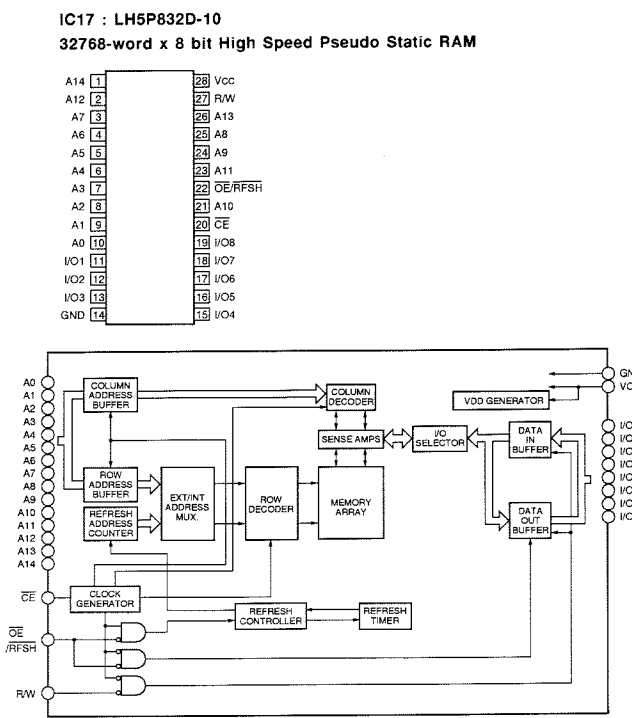 IC17 : LH5P832D-10
32768-word x 8 bit High Speed Pseudo Static RAM
A14 1 28 Vcc
A12 2 27 R/W
A7 3 26 A13
A6 4 25 A8
A5 5 24 A9
A4 6 23 A11
A3 7 22 OE/RFSH
A2 8 21 A10
A1 9 20 CE
A0 10 19 I/O8
I/O1 11 18 I/O7
I/O2 12 17 I/O6
I/O3 13 16 I/O5
GND 14 15 I/O4
A0
A1
A2
A3
A4
A5
A6
A7
A8
A9
A10
A11
A12
A13
A14
CE
OE
/RFSH
R/W
COLUMN
ADDRESS
BUFFER
ROW
ADDRESS
BUFFER
REFRESH
ADDRESS
COUNTER
EXT/INT
ADDRESS
MUX.
ROW
DECODER
COLUMN
DECODER
SENSE AMPS
MEMORY
ARRAY
I/O
SELECTOR
VDD GENERATOR
DATA
IN
BUFFER
DATA
OUT
BUFFER
CLOCK
GENERATOR
REFRESH
CONTROLLER
REFRESH
TIMER
GN
VC
I/O
I/O
I/O
I/O
I/O
I/O
I/O
I/O